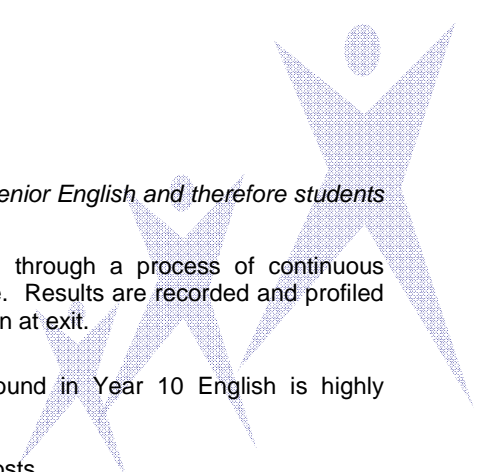 enior English and therefore students
through a process of continuous
e. Results are recorded and profiled
n at exit.
ound in Year 10 English is highly
osts